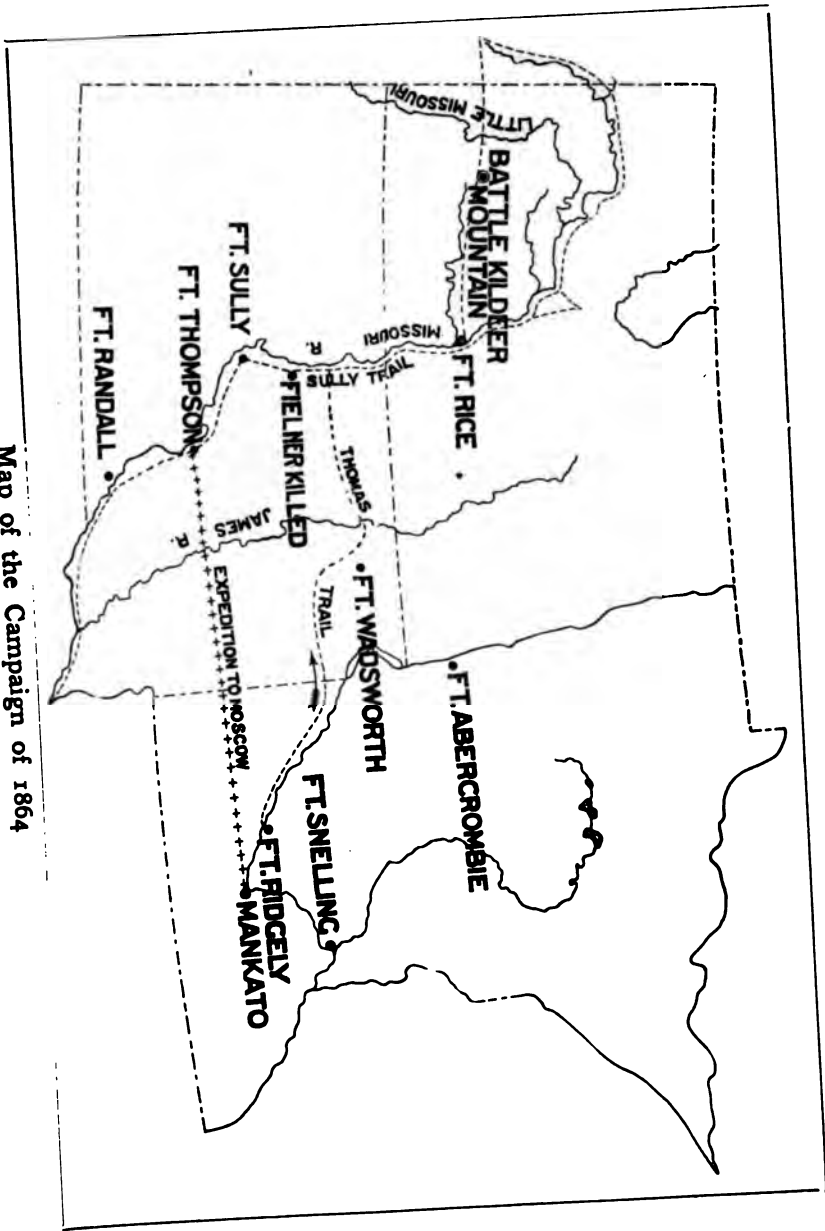 LITTLE MISSOURI
BATTLE KILDEER
MOUNTAIN
FT. RICE
MISSOURI
R.
SULLY TRAIL
FT. SULLY
FIELNER KILLED
FT. THOMPSON
FT. RANDALL
THOMAS
TRAIL
JAMES
R.
EXPEDITION TO MOSCOW
FT. WADSWORTH
FT. ABERCROMBIE
FT. SNELLING
FT. RIDGELY
MANKATO
Map of the Campaign of 1864